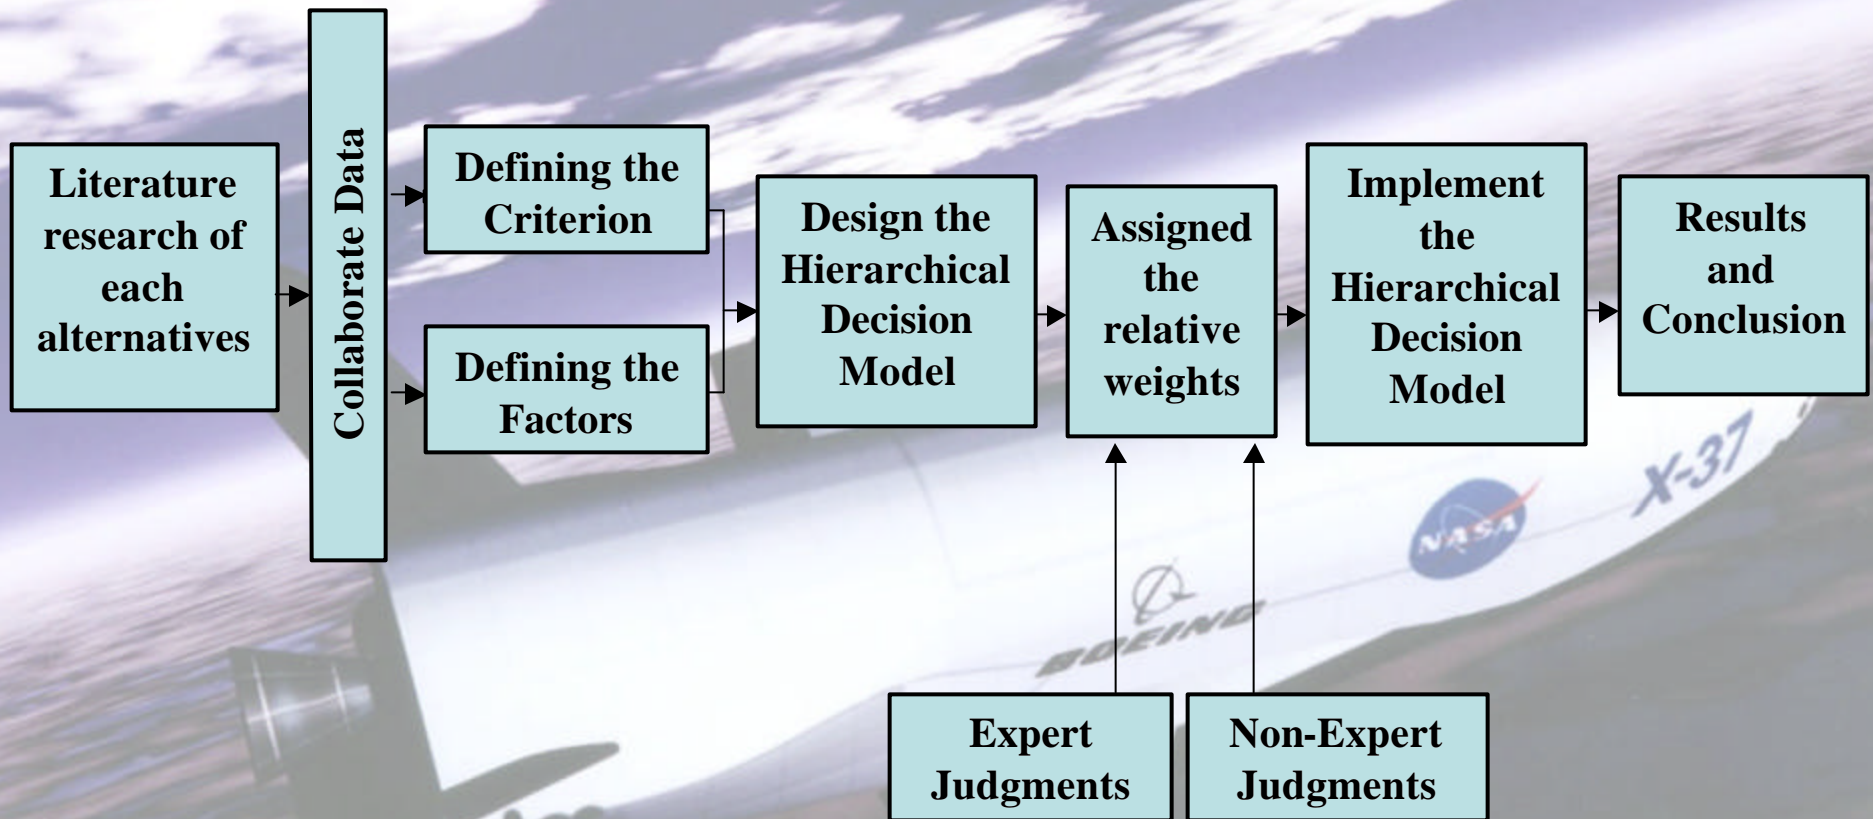 Literature
research of
each
alternatives
Collaborate Data
Defining the
Criterion
Defining the
Factors
Design the
Hierarchical
Decision
Model
Assigned
the
relative
weights
Implement
the
Hierarchical
Decision
Model
Results
and
Conclusion
Expert
Judgments
Non-Expert
Judgments
X-37
NASA
BOEING